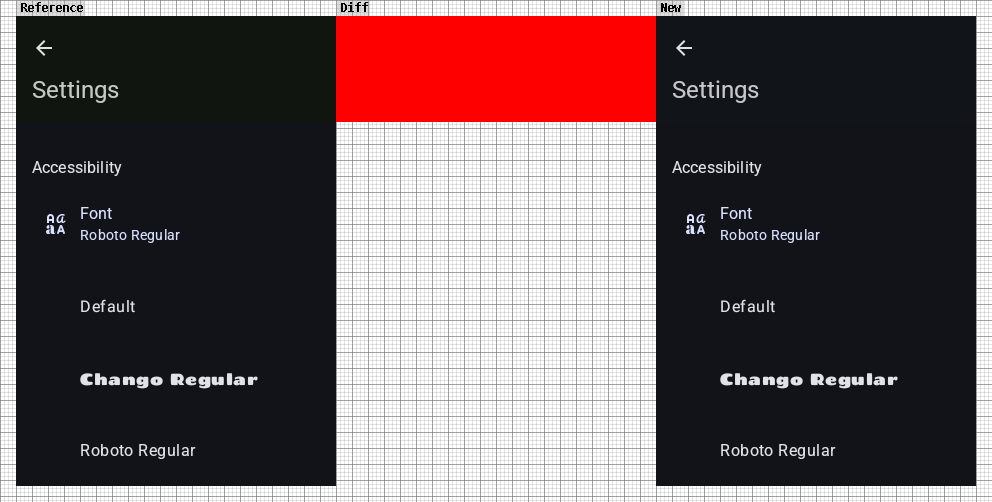 Reference
Diff
New
Settings
Accessibility
Font
Roboto Regular
Default
Chango Regular
Roboto Regular
Settings
Accessibility
Font
Roboto Regular
Default
Chango Regular
Roboto Regular